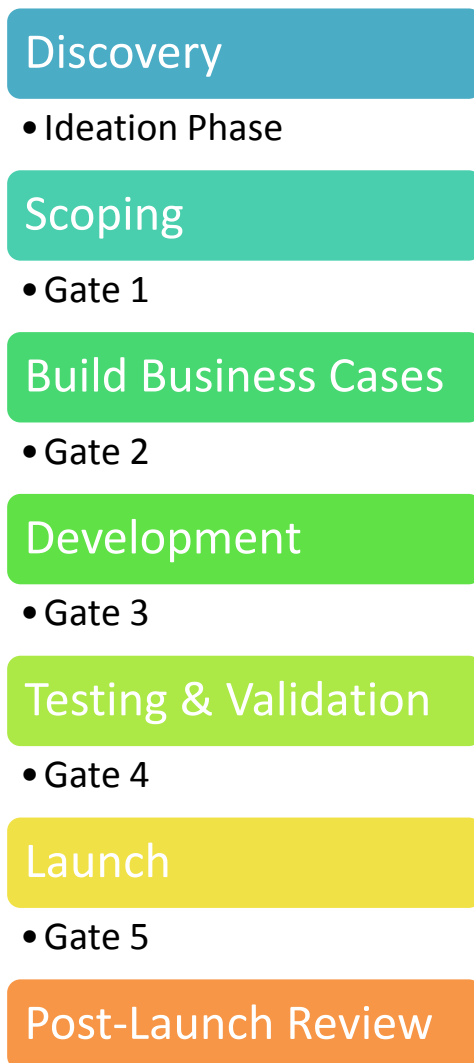 Discovery
• Ideation Phase
Scoping
• Gate 1
Build Business Cases
• Gate 2
Development
• Gate 3
Testing & Validation
• Gate 4
Launch
• Gate 5
Post-Launch Review